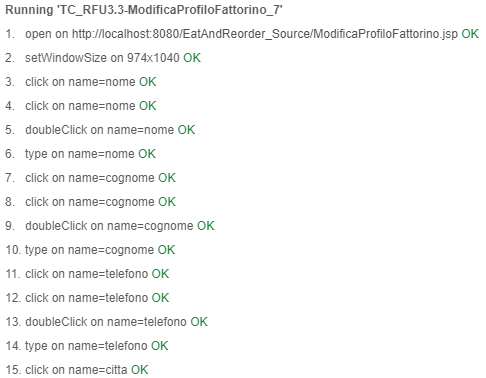 Running 'TC_RFU3.3-ModificaProfiloFattorino_7'
1. open on http://localhost:8080/EatAndReorder_Source/ModificaProfiloFattorino.jsp OK
2. setWindowSize on 974x1040 OK
3. click on name=nome OK
4. click on name=nome OK
5. doubleClick on name=nome OK
6. type on name=nome OK
7. click on name=cognome OK
8. click on name=cognome OK
9. doubleClick on name=cognome OK
10. type on name=cognome OK
11. click on name=telefono OK
12. click on name=telefono OK
13. doubleClick on name=telefono OK
14. type on name=telefono OK
15. click on name=citta OK